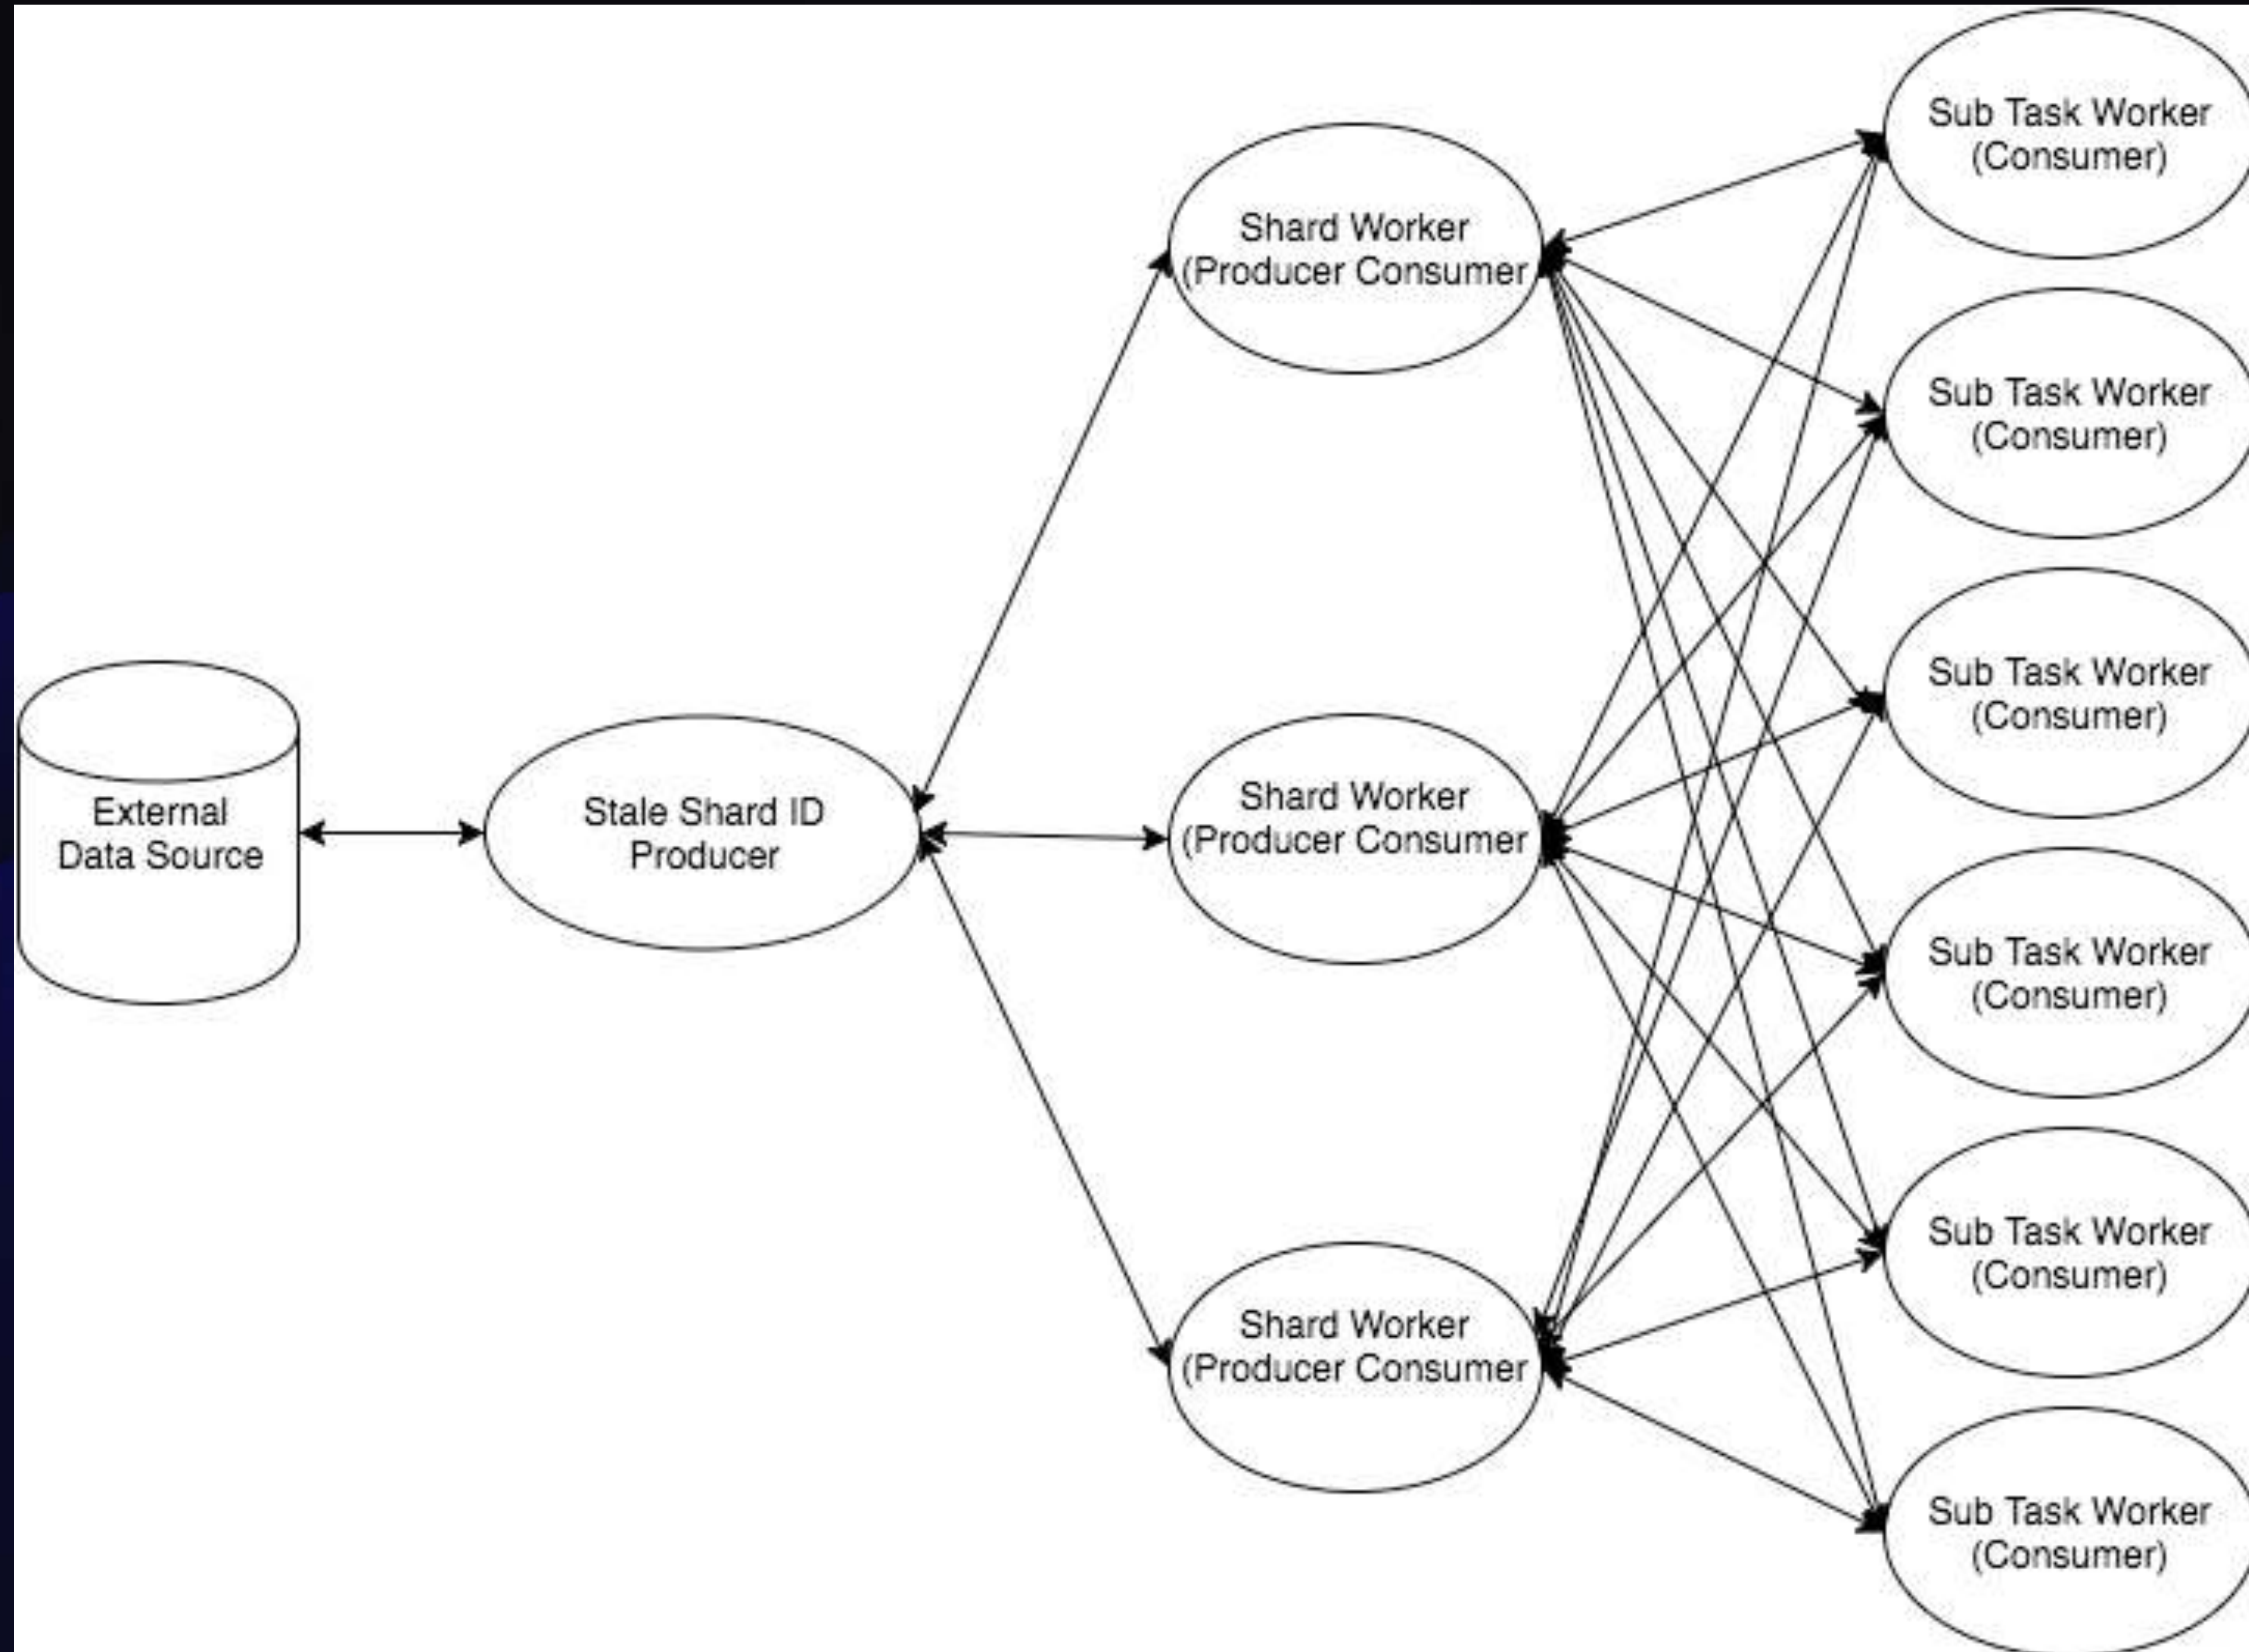 External
Data Source
Stale Shard ID
Producer
Shard Worker
(Producer Consumer
Shard Worker
(Producer Consumer
Shard Worker
(Producer Consumer
Sub Task Worker
(Consumer)
Sub Task Worker
(Consumer)
Sub Task Worker
(Consumer)
Sub Task Worker
(Consumer)
Sub Task Worker
(Consumer)
Sub Task Worker
(Consumer)